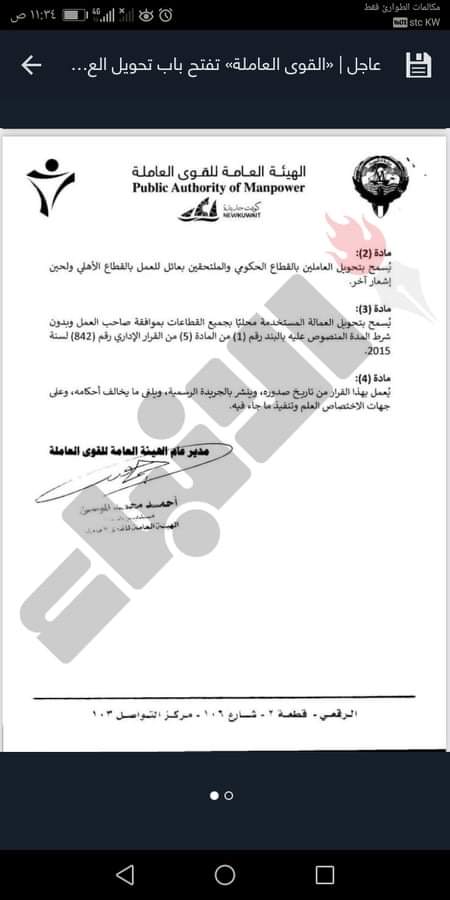 مكالمات الطوارئ فقط
١١:٣٤ ص
4G
stc KW
عاجل | «القوى العاملة» تفتح باب تحويل الع...
الهيئة العامة للقوى العاملة
Public Authority of Manpower
كويت جديدة
NEWKUWAIT
مادة (2):
يُسمح بتحويل العاملين بالقطاع الحكومي والملتحقين بعائل للعمل بالقطاع الأهلي ولحين
إشعار آخر.
مادة (3):
يُسمح بتحويل العمالة المستخدمة محليًا بجميع القطاعات بموافقة صاحب العمل وبدون
شرط المدة المنصوص عليه بالبند رقم (1) من المادة (5) من القرار الإداري رقم (842) لسنة
2015.
مادة (4):
يُعمل بهذا القرار من تاريخ صدوره، وينشر بالجريدة الرسمية، ويلغى ما يخالف أحكامه، وعلى
جهات الاختصاص العلم وتنفيذ ما جاء فيه.
مدير عام الهيئة العامة للقوى العاملة
أحمد محمد الموسى
الهيئة العامة للقوى العاملة
الأنباء
الرقعي - قطعة ٢ - شارع ١٠٦ - مركز التواصل ١٠٣